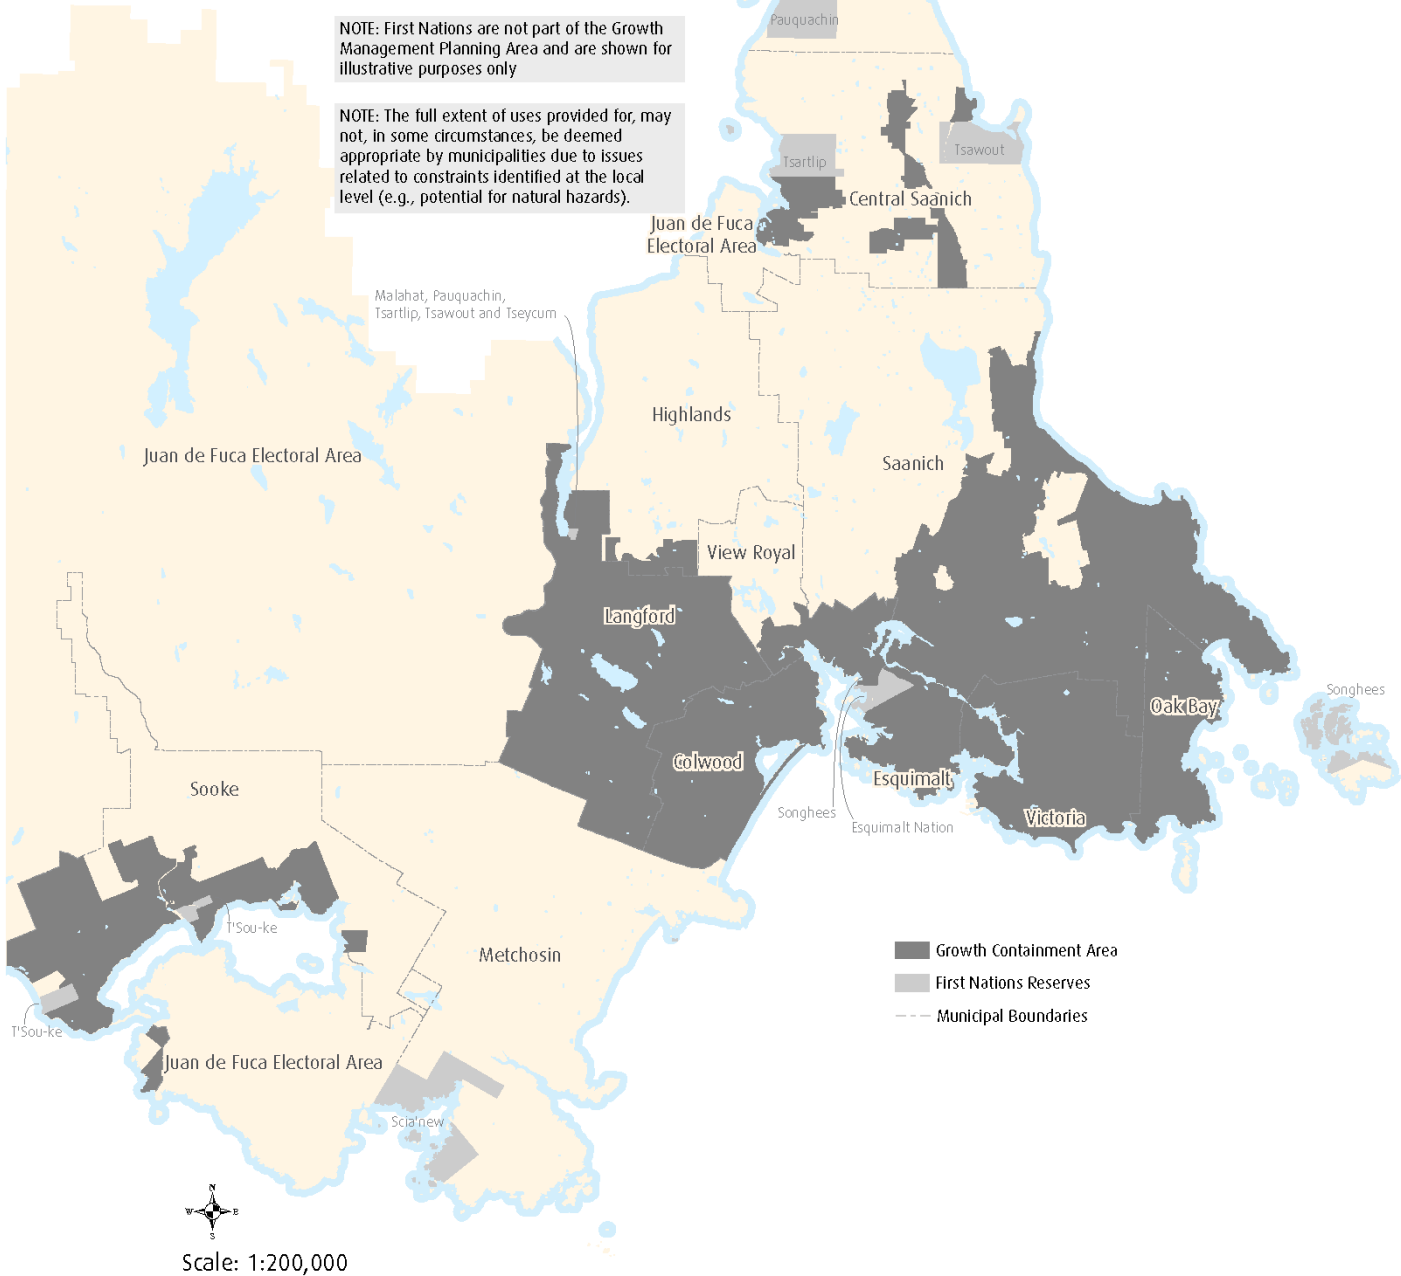 NOTE: First Nations are not part of the Growth
Management Planning Area and are shown for
illustrative purposes only
NOTE: The full extent of uses provided for, may
not, in some circumstances, be deemed
appropriate by municipalities due to issues
related to constraints identified at the local
level (e.g., potential for natural hazards).
Pauquachin
Tsartlip
Tsawout
Central Saanich
Juan de Fuca
Electoral Area
Malahat, Pauquachin,
Tsartlip, Tsawout and Tseycum
Highlands
Juan de Fuca Electoral Area
Saanich
View Royal
Langford
Songhees
Oak Bay
Colwood
Esquimalt
Sooke
Songhees
Esquimalt Nation
Victoria
T'Sou-ke
Metchosin
T'Sou-ke
Juan de Fuca Electoral Area
Scia'new
Growth Containment Area
First Nations Reserves
Municipal Boundaries
N
W E
S
Scale: 1:200,000